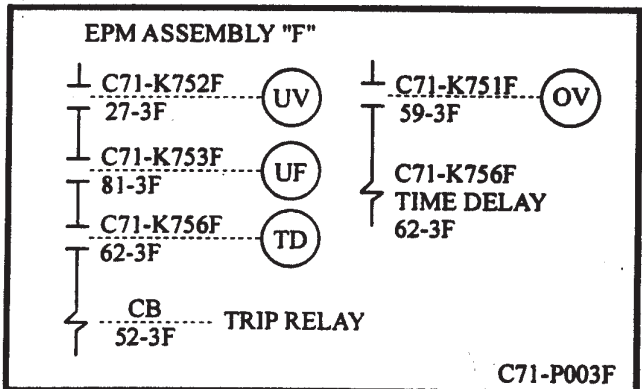 EPM ASSEMBLY "F"
C71-K752F
27-3F
UV
C71-K753F
81-3F
UF
C71-K756F
62-3F
TD
CB
52-3F
TRIP RELAY
C71-K751F
59-3F
OV
C71-K756F
TIME DELAY
62-3F
C71-P003F